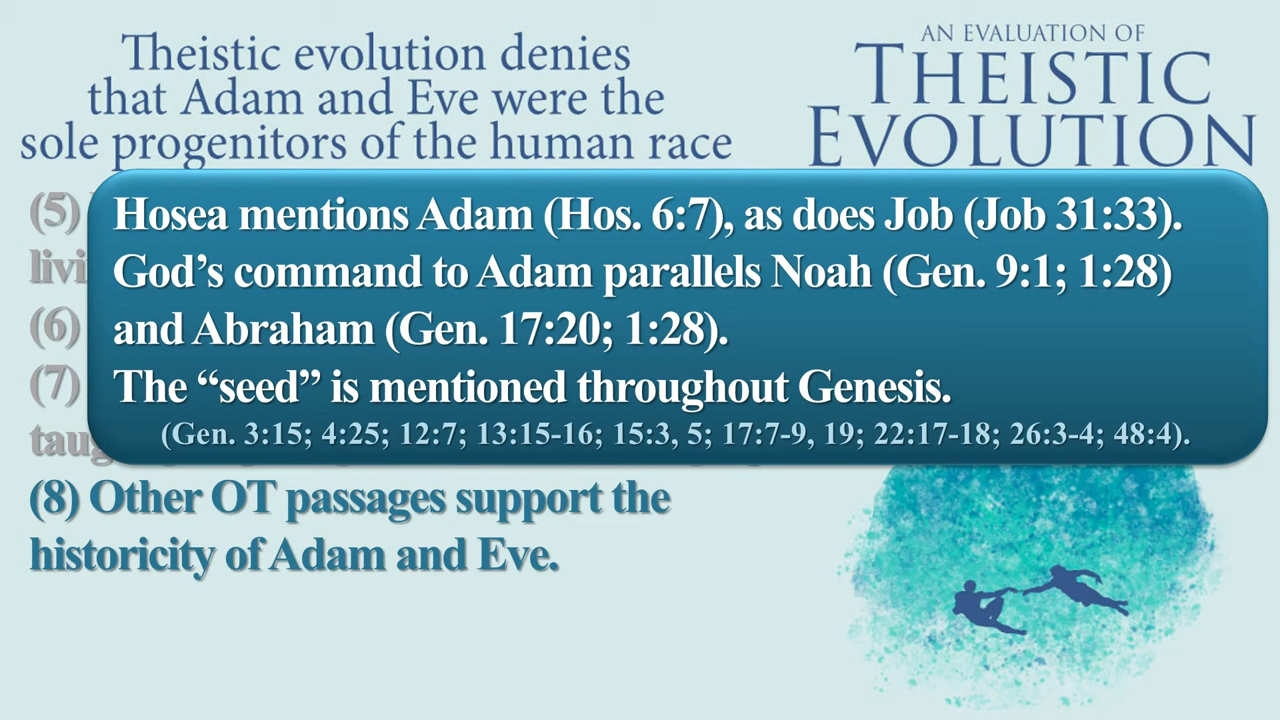 Theistic evolution denies
that Adam and Eve were the
sole progenitors of the human race
AN EVALUATION OF
THEISTIC
EVOLUTION
(5)
Hosea mentions Adam (Hos. 6:7), as does Job (Job 31:33).
God’s command to Adam parallels Noah (Gen. 9:1; 1:28)
(6)
and Abraham (Gen. 17:20; 1:28).
(7)
The “seed” is mentioned throughout Genesis.
(Gen. 3:15; 4:25; 12:7; 13:15-16; 15:3, 5; 17:7-9, 19; 22:17-18; 26:3-4; 48:4).
(8) Other OT passages support the
historicity of Adam and Eve.